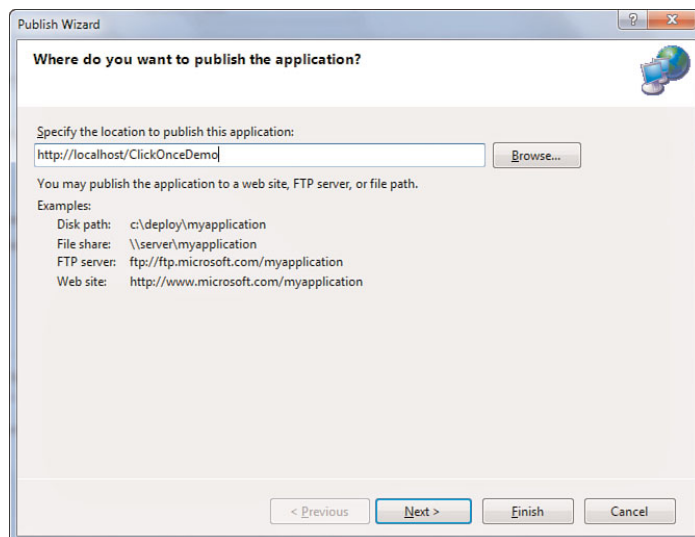 Publish Wizard
Where do you want to publish the application?
Specify the location to publish this application:
http://localhost/ClickOnceDemo
Browse...
You may publish the application to a web site, FTP server, or file path.
Examples:
Disk path: c:\deploy\myapplication
File share: \\server\myapplication
FTP server: ftp://ftp.microsoft.com/myapplication
Web site: http://www.microsoft.com/myapplication
< Previous
Next >
Finish
Cancel